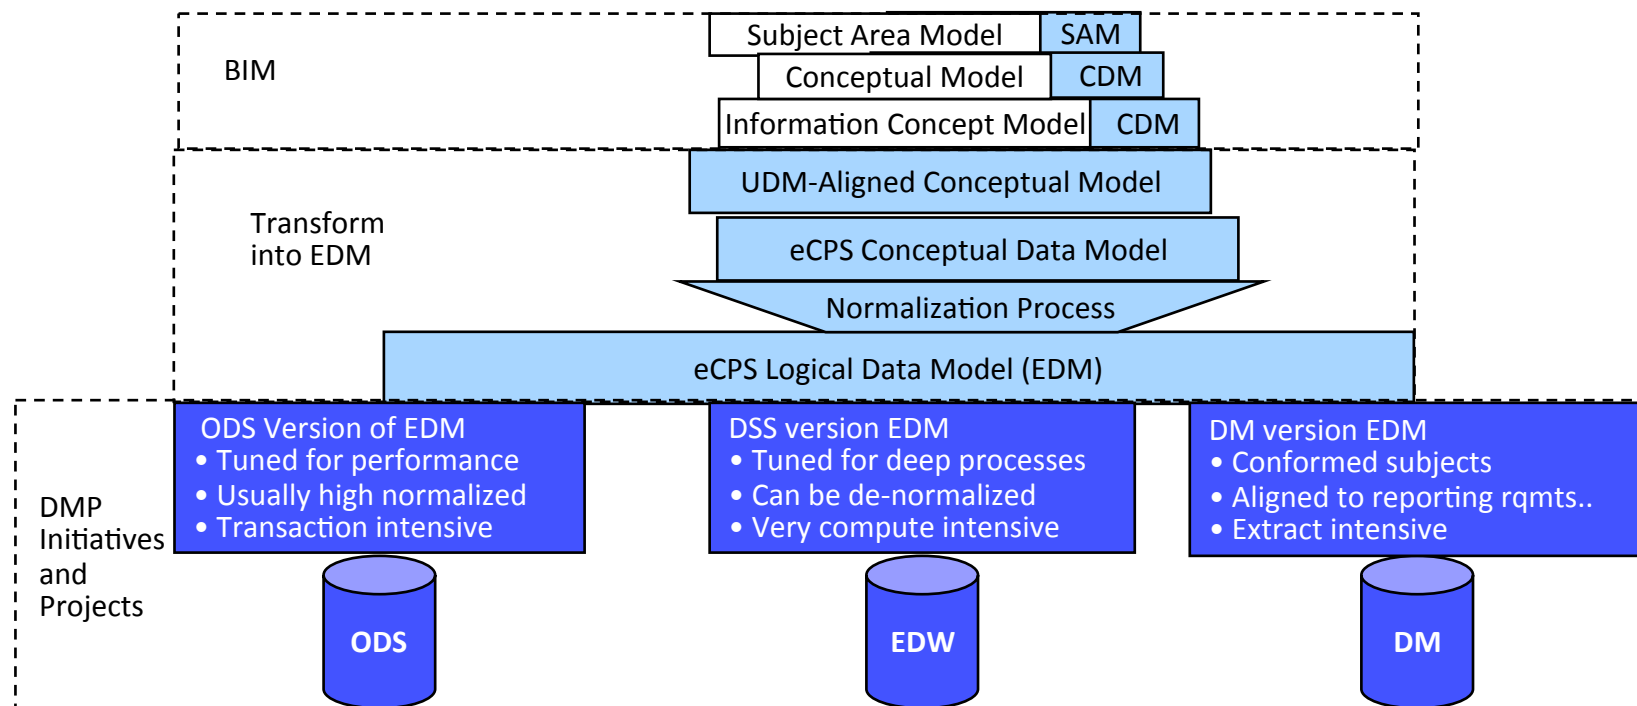 Subject Area Model SAM
BIM
Conceptual Model CDM
Information Concept Model CDM
UDM-Aligned Conceptual Model
Transform
into EDM
eCPS Conceptual Data Model
Normalization Process
eCPS Logical Data Model (EDM)
ODS Version of EDM
• Tuned for performance
• Usually high normalized
• Transaction intensive
DSS version EDM
• Tuned for deep processes
• Can be de-normalized
• Very compute intensive
DM version EDM
• Conformed subjects
• Aligned to reporting rqmts..
• Extract intensive
DMP
Initiatives
and
Projects
ODS
EDW
DM